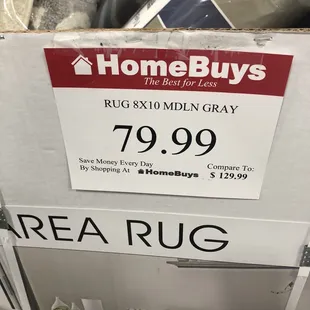 HomeBuys
The Best for Less
RUG 8X10 MDLN GRAY
79.99
Save Money Every Day
By Shopping At HomeBuys
Compare To:
$ 129.99
AREA RUG